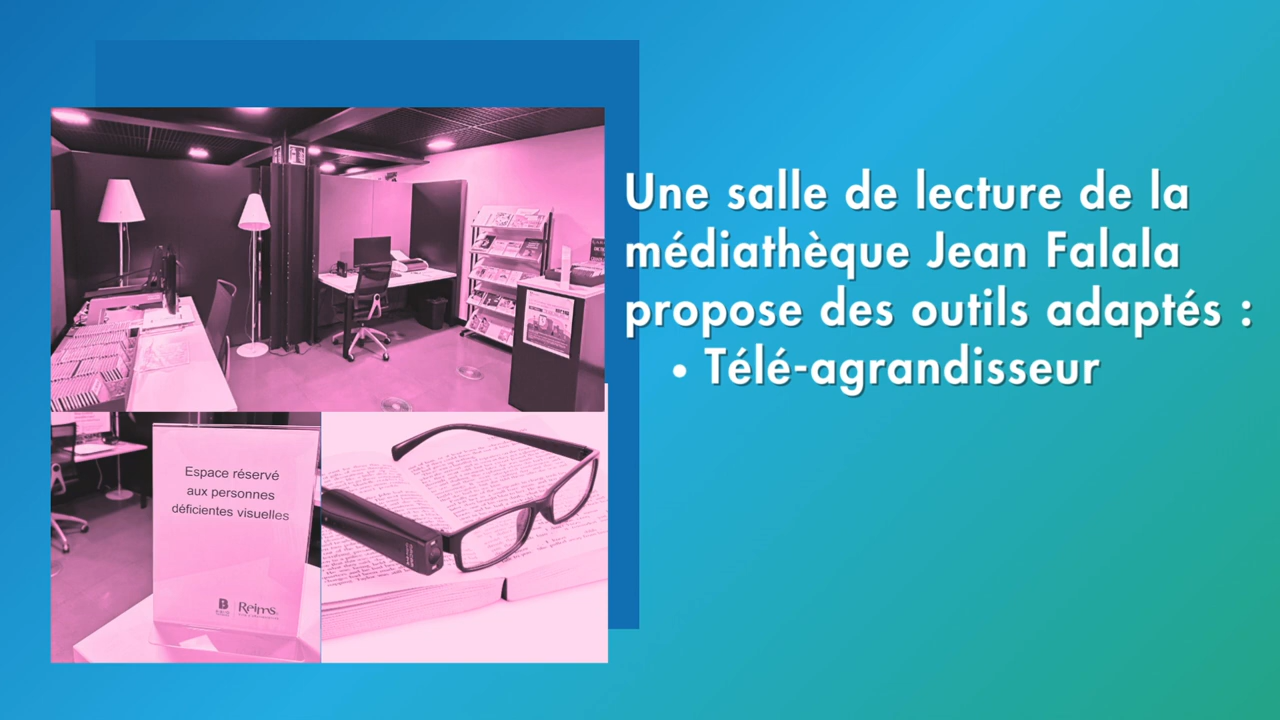 Une salle de lecture de la
médiathèque Jean Falala
propose des outils adaptés :
• Télé-agrandisseur
Espace réservé
aux personnes
déficientes visuelles
B
Reims